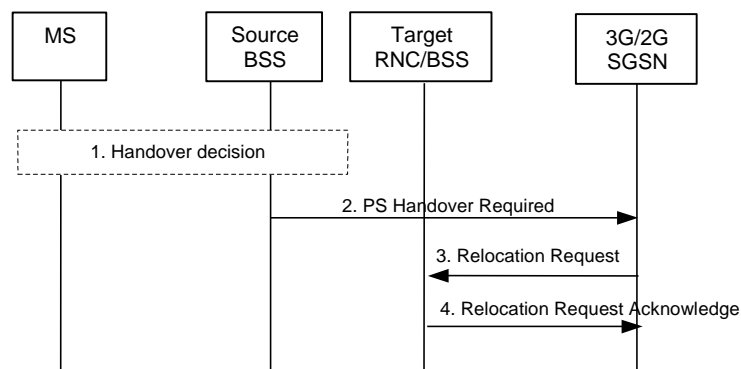 MS
Source
BSS
Target
RNC/BSS
3G/2G
SGSN
1. Handover decision
2. PS Handover Required
3. Relocation Request
4. Relocation Request Acknowledge